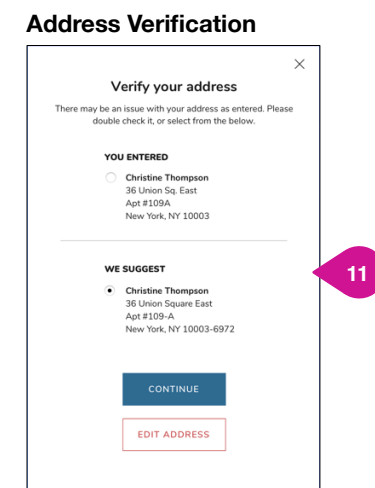 Address Verification
Verify your address
There may be an issue with your address as entered. Please
double check it, or select from the below.
YOU ENTERED
Christine Thompson
36 Union Sq. East
Apt #109A
New York, NY 10003
WE SUGGEST
11
Christine Thompson
36 Union Square East
Apt #109-A
New York, NY 10003-6972
CONTINUE
EDIT ADDRESS